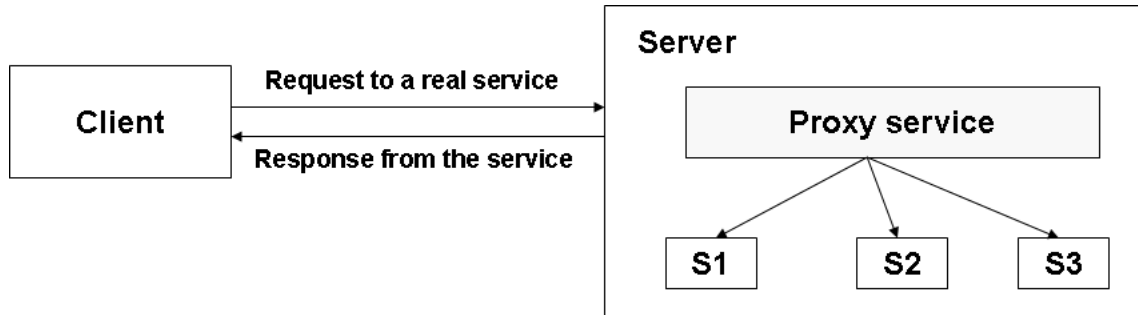 Server
Request to a real service
Client
Proxy service
Response from the service
S1
S2
S3